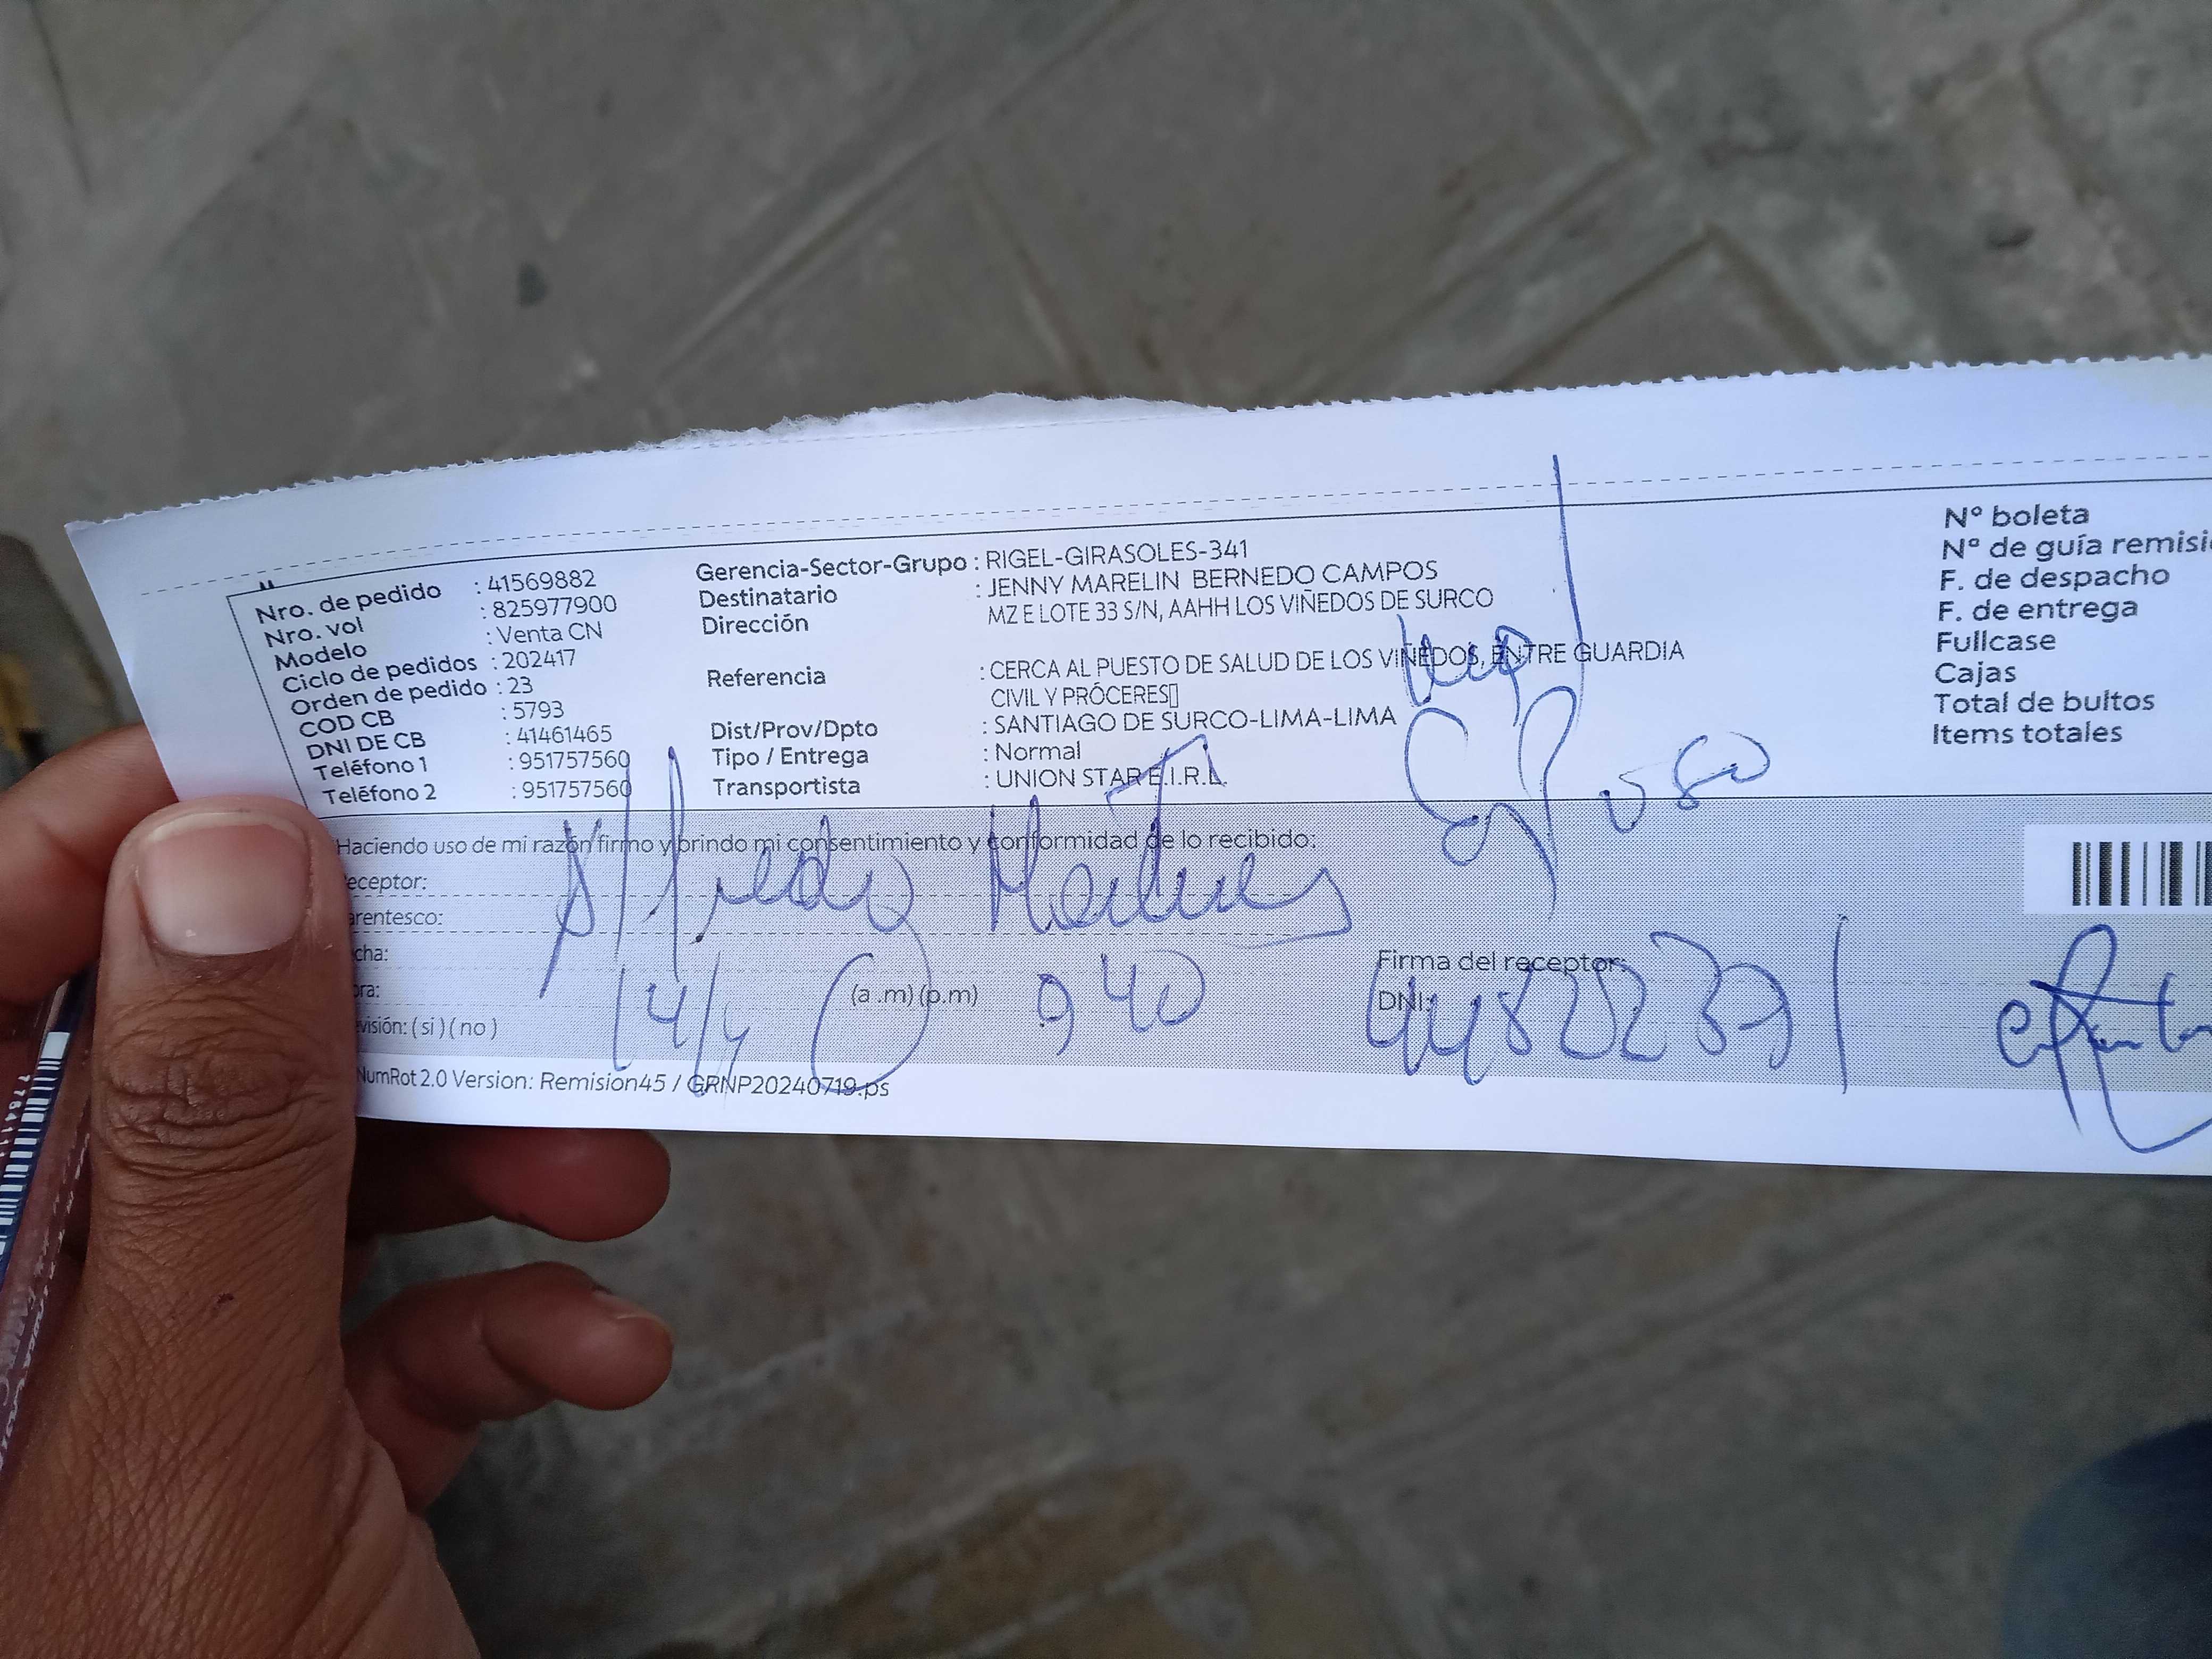 Nro. de pedido : 41569882
Nro. vol : 825977900
Modelo : Venta CN
Ciclo de pedidos : 202417
Orden de pedido : 23
COD CB : 5793
DNI DE CB : 41461465
Teléfono 1 : 951757560
Teléfono 2 : 951757560
Gerencia-Sector-Grupo : RIGEL-GIRASOLES-341
Destinatario : JENNY MARELIN BERNEDO CAMPOS
Dirección MZ E LOTE 33 S/N, AAHH LOS VIÑEDOS DE SURCO
Referencia : CERCA AL PUESTO DE SALUD DE LOS VIÑEDOS, ENTRE GUARDIA
CIVIL Y PRÓCERES
Dist/Prov/Dpto : SANTIAGO DE SURCO-LIMA-LIMA
Tipo / Entrega : Normal
Transportista : UNION STAR E.I.R.L.
Nº boleta
Nº de guía remisi
F. de despacho
F. de entrega
Fullcase
Cajas
Total de bultos
Items totales
Esposo
Haciendo uso de mi razón firmo y brindo mi consentimiento y conformidad de lo recibido:
eceptor:
Alfredo
arentesco:
cha:
ora:
(a.m) (p.m)
940
evisión: ( si ) ( no )
Firma del receptor:
DNI:
NumRot 2.0 Version: Remision45 / GRNP20240719.ps